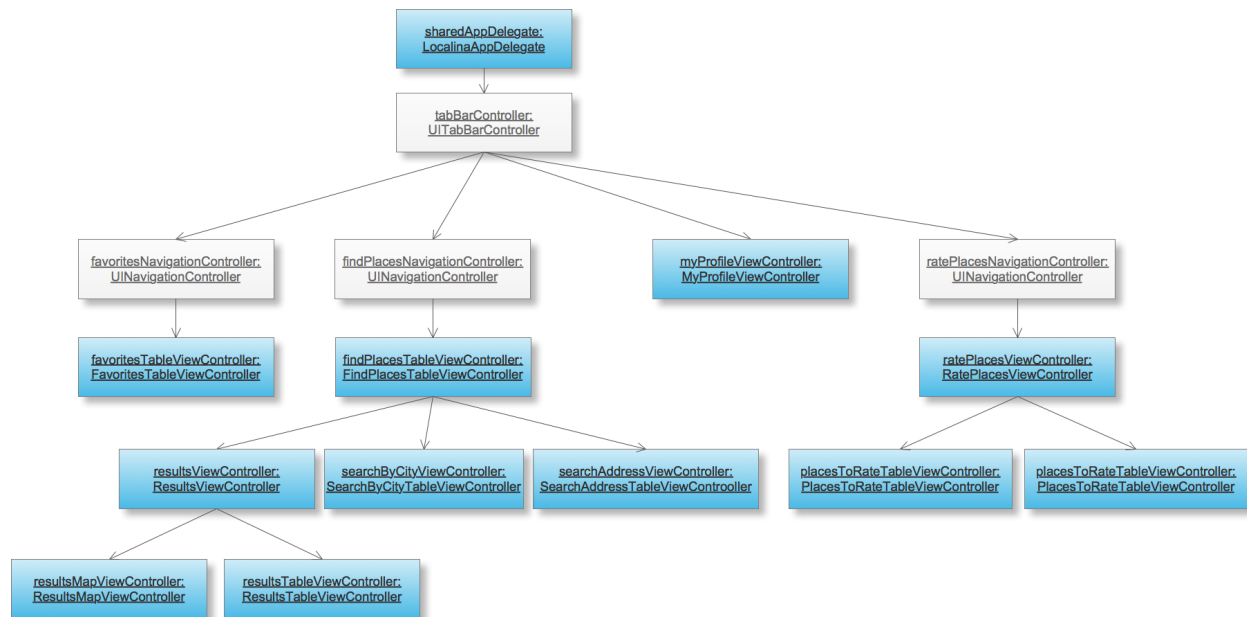 sharedAppDelegate:
LocalinaAppDelegate
tabBarController:
UITabBarController
favoritesNavigationController:
UINavigationController
findPlacesNavigationController:
UINavigationController
myProfileViewController:
MyProfileViewController
ratePlacesNavigationController:
UINavigationController
favoritesTableViewController:
FavoritesTableViewController
findPlacesTableViewController:
FindPlacesTableViewController
ratePlacesViewController:
RatePlacesViewController
resultsViewController:
ResultsViewController
searchByCityViewController:
SearchByCityTableViewController
searchAddressViewController:
SearchAddressTableViewControoller
placesToRateTableViewController:
PlacesToRateTableViewController
placesToRateTableViewController:
PlacesToRateTableViewController
resultsMapViewController:
ResultsMapViewController
resultsTableViewController:
ResultsTableViewController